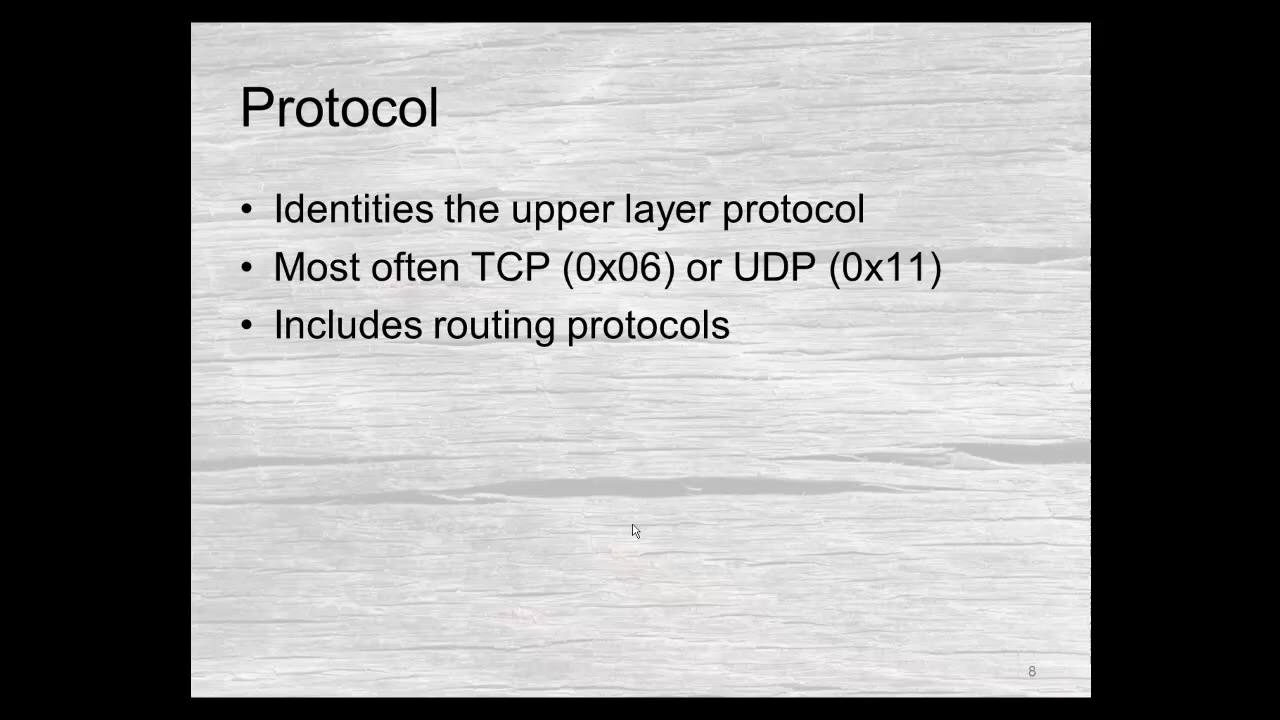 Protocol
• Identities the upper layer protocol
• Most often TCP (0x06) or UDP (0x11)
• Includes routing protocols
8